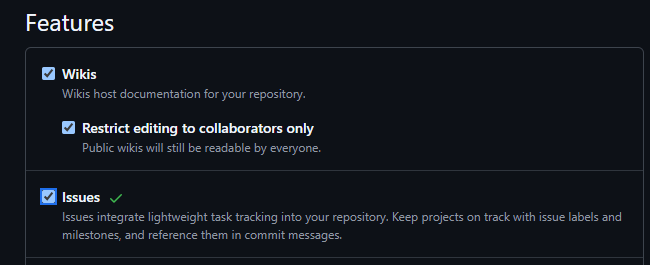 Features
Wikis
Wikis host documentation for your repository.
Restrict editing to collaborators only
Public wikis will still be readable by everyone.
Issues
Issues integrate lightweight task tracking into your repository. Keep projects on track with issue labels and
milestones, and reference them in commit messages.